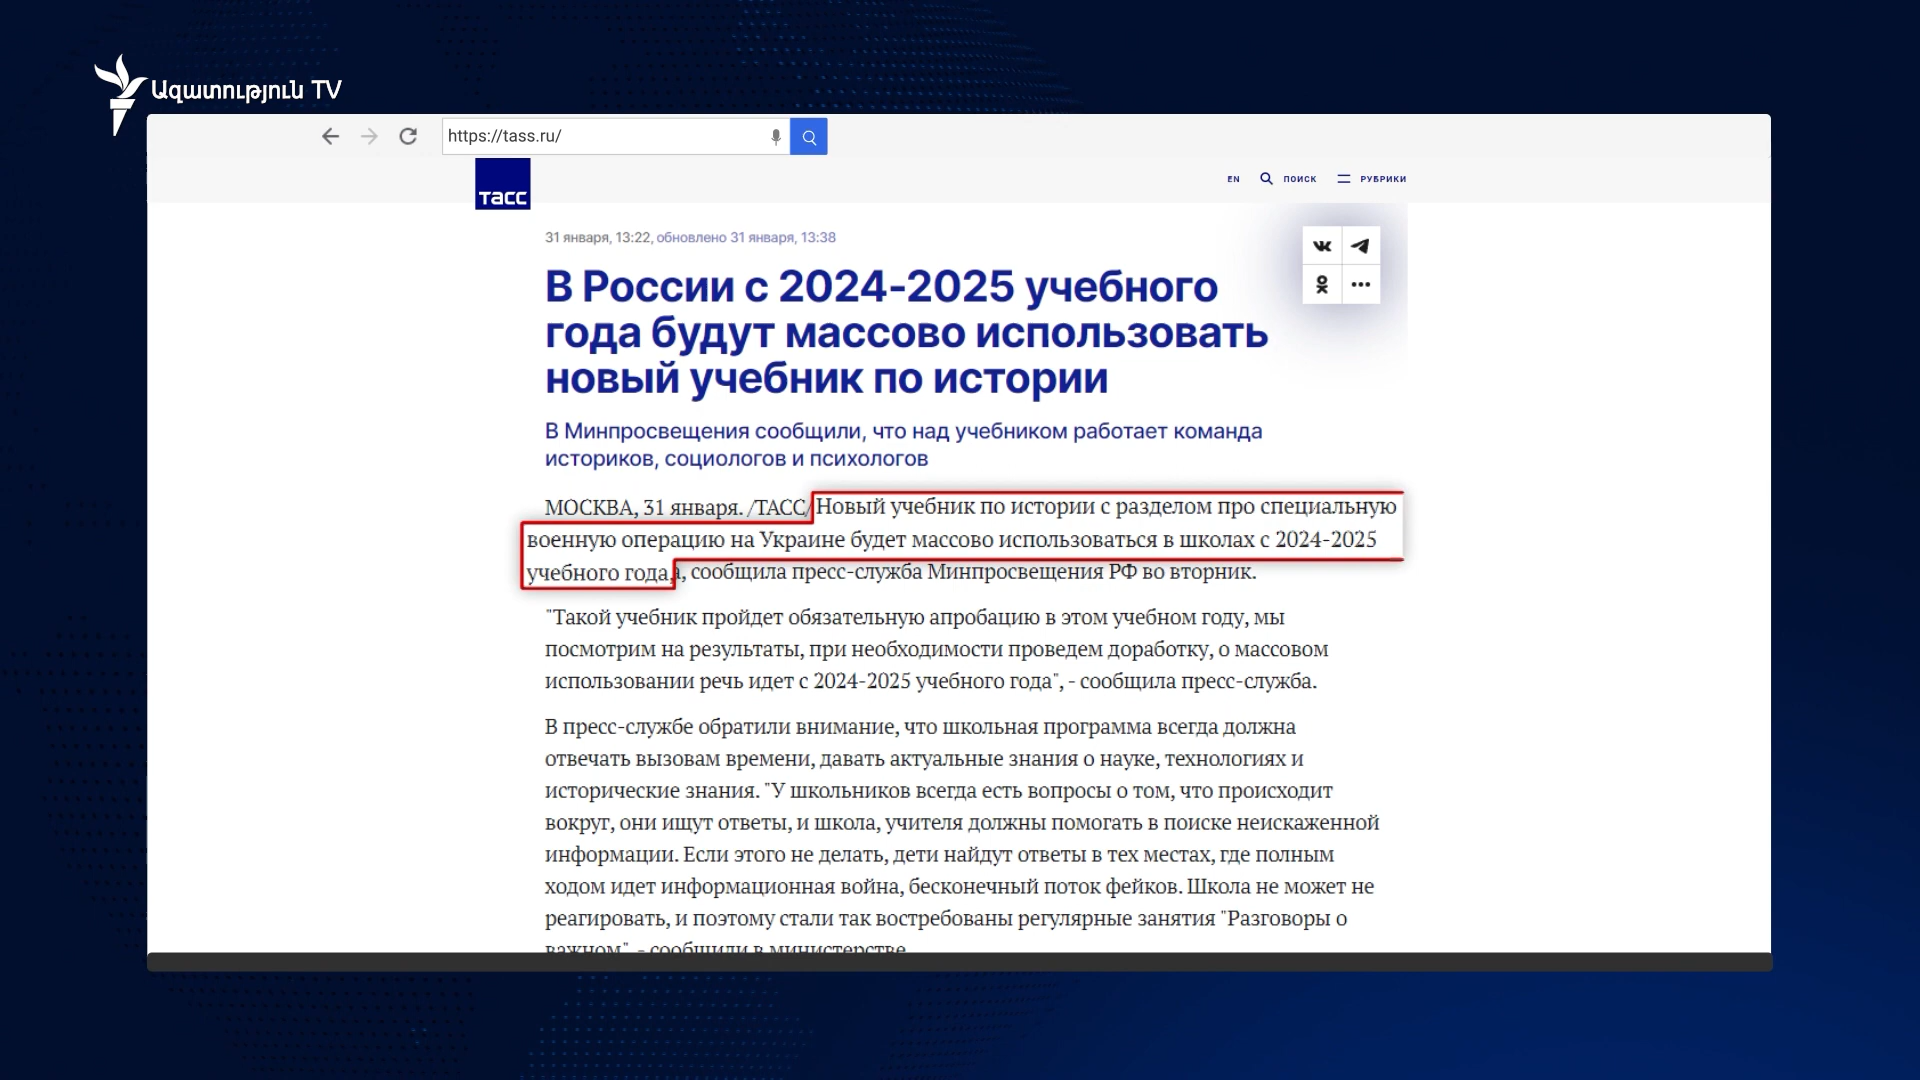 Ազատություն TV
https://tass.ru/
ТАСС
EN ПОИСК РУБРИКИ
31 января, 13:22, обновлено 31 января, 13:38
В России с 2024-2025 учебного
года будут массово использовать
новый учебник по истории
В Минпросвещения сообщили, что над учебником работает команда
историков, социологов и психологов
МОСКВА, 31 января. /ТАСС/ Новый учебник по истории с разделом про специальную
военную операцию на Украине будет массово использоваться в школах с 2024-2025
учебного года,а, сообщила пресс-служба Минпросвещения РФ во вторник.
"Такой учебник пройдет обязательную апробацию в этом учебном году, мы
посмотрим на результаты, при необходимости проведем доработку, о массовом
использовании речь идет с 2024-2025 учебного года", - сообщила пресс-служба.
В пресс-службе обратили внимание, что школьная программа всегда должна
отвечать вызовам времени, давать актуальные знания о науке, технологиях и
исторические знания. "У школьников всегда есть вопросы о том, что происходит
вокруг, они ищут ответы, и школа, учителя должны помогать в поиске неискаженной
информации. Если этого не делать, дети найдут ответы в тех местах, где полным
ходом идет информационная война, бесконечный поток фейков. Школа не может не
реагировать, и поэтому стали так востребованы регулярные занятия "Разговоры о
важном", - сообщили в министерстве.